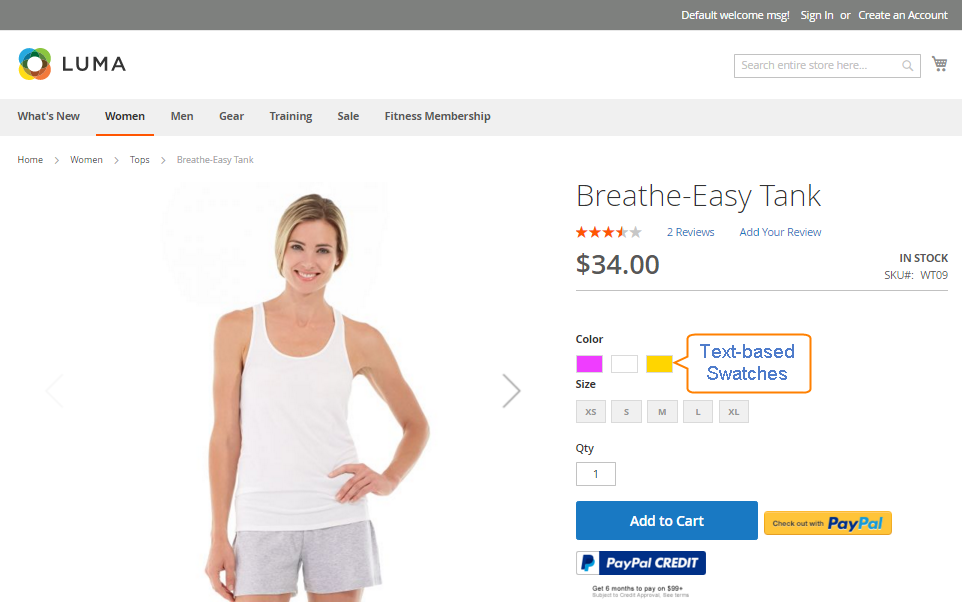 Default welcome msg! Sign In or Create an Account
LUMA
Search entire store here...
What's New Women Men Gear Training Sale Fitness Membership
Home > Women > Tops > Breathe-Easy Tank
Breathe-Easy Tank
2 Reviews Add Your Review
$34.00
IN STOCK
SKU#: WT09
Color
Text-based
Swatches
Size
XS S M L XL
Qty
1
Add to Cart
Check out with PayPal
PayPal CREDIT
Get 6 months to pay on $99+
Subject to Credit Approval. See terms